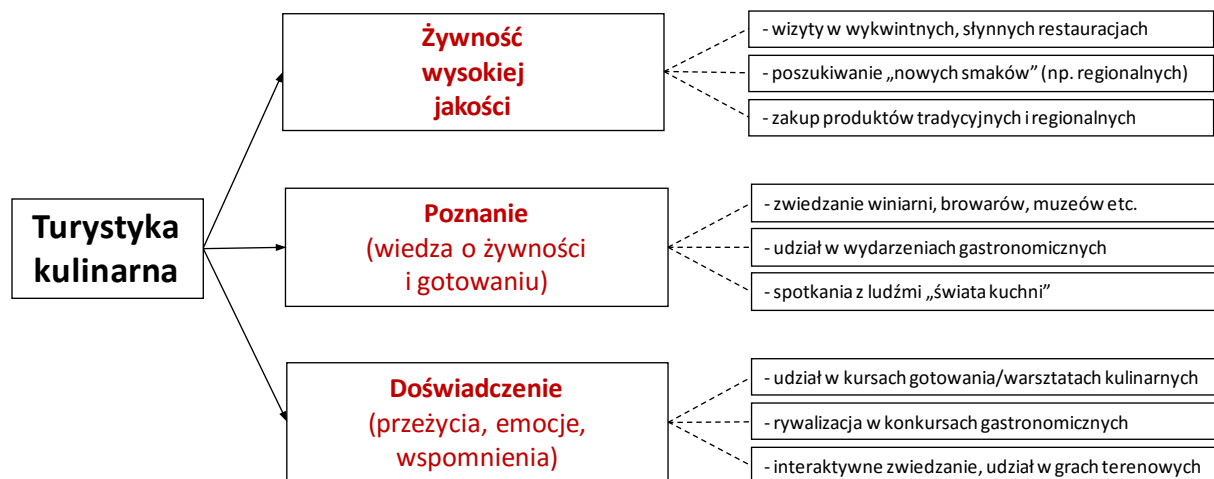 Turystyka
kulinarna
Żywność
wysokiej
jakości
- wizyty w wykwintnych, słynnych restauracjach
- poszukiwanie „nowych smaków” (np. regionalnych)
- zakup produktów tradycyjnych i regionalnych
Poznanie
(wiedza o żywności
i gotowaniu)
- zwiedzanie winiarni, browarów, muzeów etc.
- udział w wydarzeniach gastronomicznych
- spotkania z ludźmi „świata kuchni”
Doświadczenie
(przeżycia, emocje,
wspomnienia)
- udział w kursach gotowania/warsztatach kulinarnych
- rywalizacja w konkursach gastronomicznych
- interaktywne zwiedzanie, udział w grach terenowych